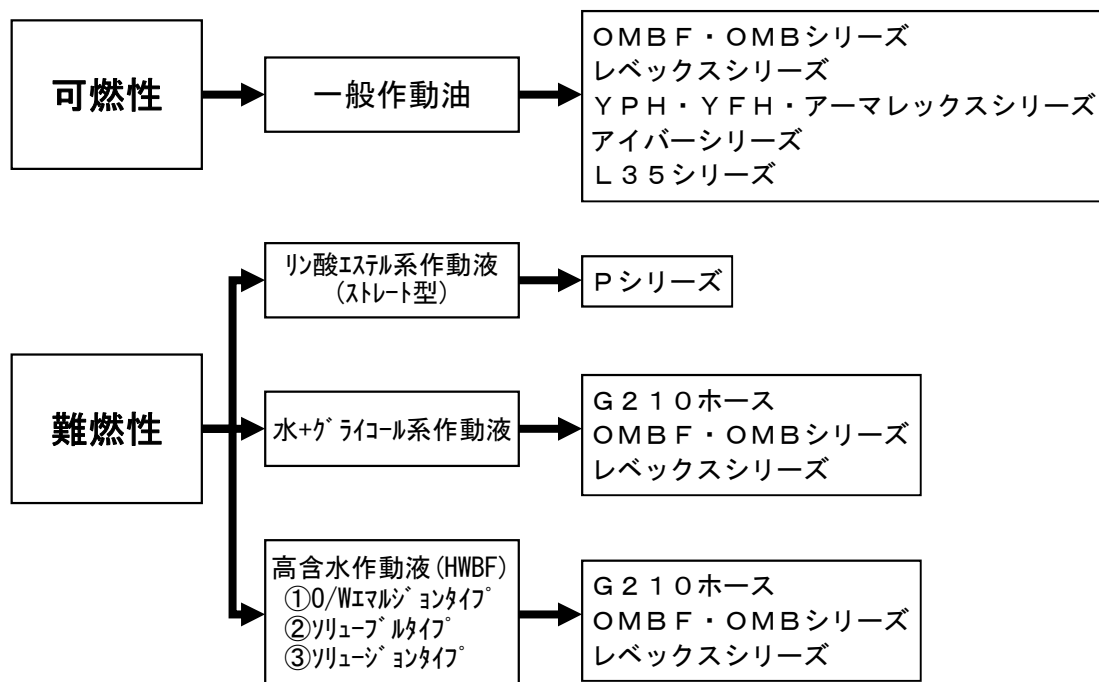 可燃性
一般作動油
ＯＭＢＦ・ＯＭＢシリーズ
レベックスシリーズ
ＹＰＨ・ＹＦＨ・アーマレックスシリーズ
アイバーシリーズ
Ｌ３５シリーズ
難燃性
ﾘﾝ酸ｴｽﾃﾙ系作動液
(ｽﾄﾚｰﾄ型)
Ｐシリーズ
水+ｸﾞﾗｲｺｰﾙ系作動液
Ｇ２１０ホース
ＯＭＢＦ・ＯＭＢシリーズ
レベックスシリーズ
高含水作動液(HWBF)
①O/Wｴﾏﾙｼﾞｮﾝﾀｲﾌﾟ
②ｿﾘｭｰﾌﾞﾙﾀｲﾌﾟ
③ｿﾘｭｰｼﾞｮﾝﾀｲﾌﾟ
Ｇ２１０ホース
ＯＭＢＦ・ＯＭＢシリーズ
レベックスシリーズ